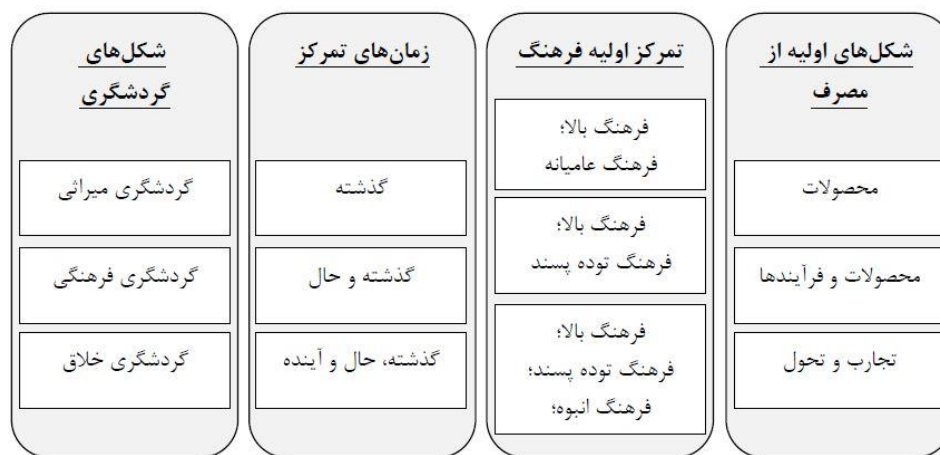 شکل‌های اولیه از
مصرف
محصولات
محصولات و فرآیندها
تجارب و تحول
تمرکز اولیه فرهنگ
فرهنگ بالا؛
فرهنگ عامیانه
فرهنگ بالا؛
فرهنگ توده پسند
فرهنگ بالا؛
فرهنگ توده پسند؛
فرهنگ انبوه؛
زمان‌های تمرکز
گذشته
گذشته و حال
گذشته، حال و آینده
شکل‌های
گردشگری
گردشگری میراثی
گردشگری فرهنگی
گردشگری خلاق